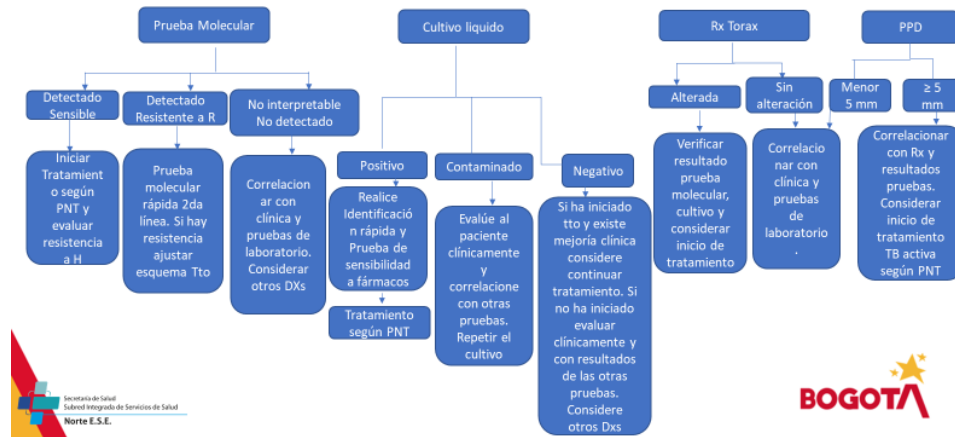 Prueba Molecular
Cultivo liquido
Rx Torax
PPD
Detectado
Sensible
Detectado
Resistente a R
No interpretable
No detectado
Alterada
Sin
alteración
Menor
5 mm
≥ 5
mm
Iniciar
Tratamient
o según
PNT y
evaluar
resistencia
a H
Prueba
molecular
rápida 2da
línea. Si hay
resistencia
ajustar
esquema Tto
Correlacion
ar con
clínica y
pruebas de
laboratorio.
Considerar
otros DXs
Positivo
Contaminado
Negativo
Realice
Identificació
n rápida y
Prueba de
sensibilidad
a fármacos
Tratamiento
según PNT
Evalúe al
paciente
clínicamente
y
correlacione
con otras
pruebas.
Repetir el
cultivo
Si ha iniciado
tto y existe
mejoría clínica
considere
continuar
tratamiento. Si
no ha iniciado
evaluar
clínicamente y
con resultados
de las otras
pruebas.
Considere
otros Dxs
Verificar
resultado
prueba
molecular,
cultivo y
considerar
inicio de
tratamiento
Correlacio
nar con
clínica y
pruebas
de
laboratorio
.
Correlacionar
con Rx y
resultados
pruebas.
Considerar
inicio de
tratamiento
TB activa
según PNT
Secretaría de Salud
Subred Integrada de Servicios de Salud
Norte E.S.E.
BOGOTA